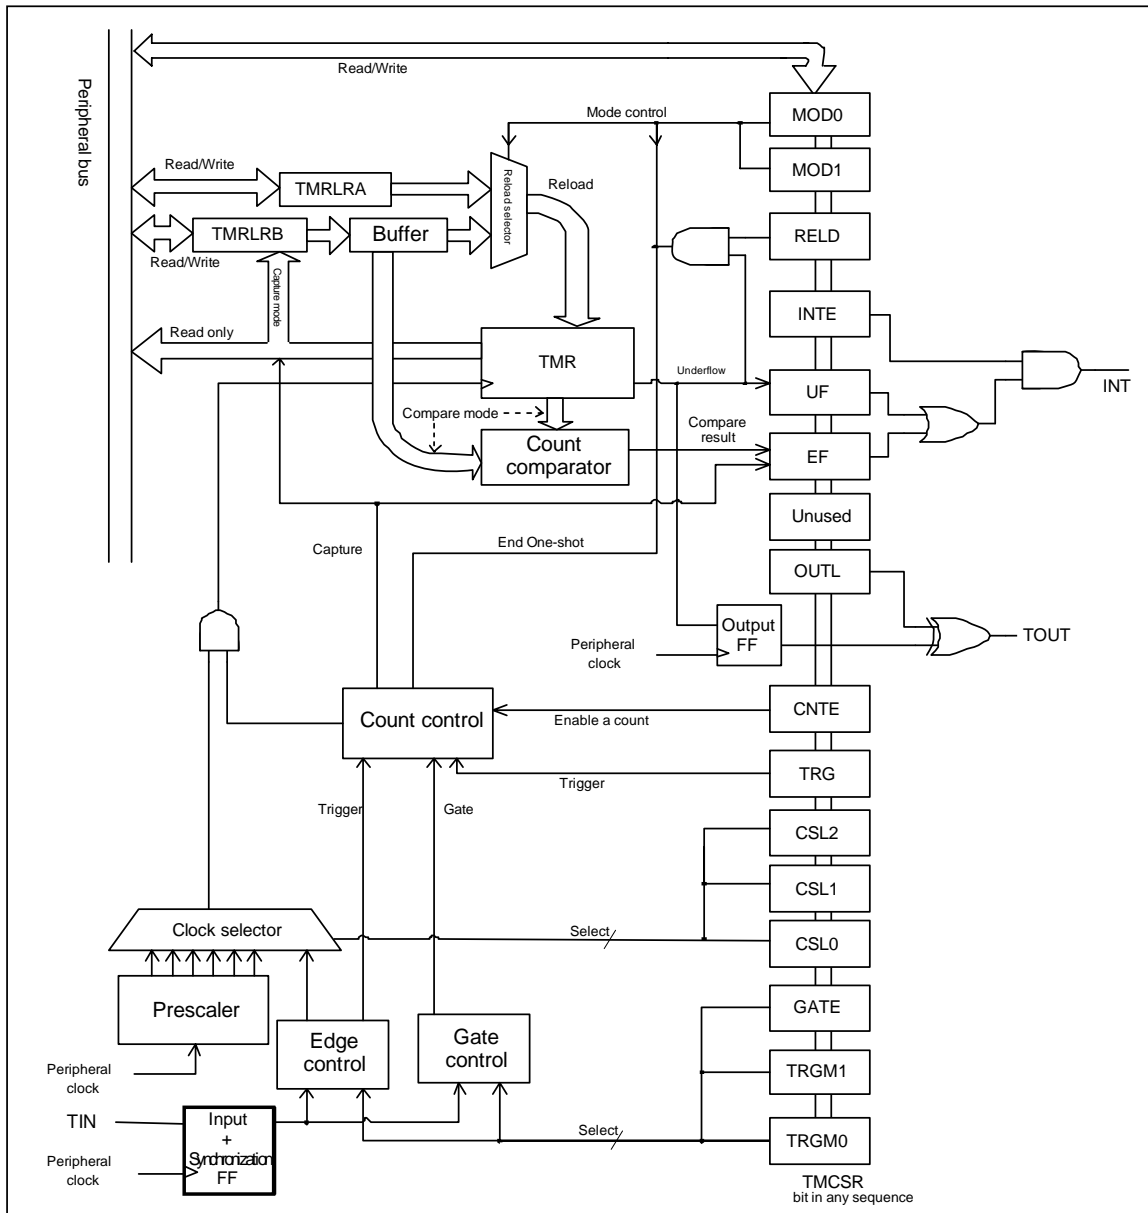 Peripheral bus
Read/Write
MOD0
Mode control
MOD1
Read/Write
TMRLRA
Reload selector
Reload
TMRLRB
Buffer
Read/Write
RELD
Capture mode
INTE
Read only
TMR
Underflow
UF
INT
Compare mode
Count
comparator
Compare
result
EF
Unused
Capture
End One-shot
OUTL
Output
FF
Peripheral
clock
TOUT
Count control
Enable a count
CNTE
Trigger
TRG
Trigger
Gate
CSL2
CSL1
Clock selector
Select
CSL0
Prescaler
GATE
Edge
control
Gate
control
Peripheral
clock
TRGM1
TIN
Input
+
Synchronization
FF
Select
TRGM0
Peripheral
clock
TMCSR
bit in any sequence